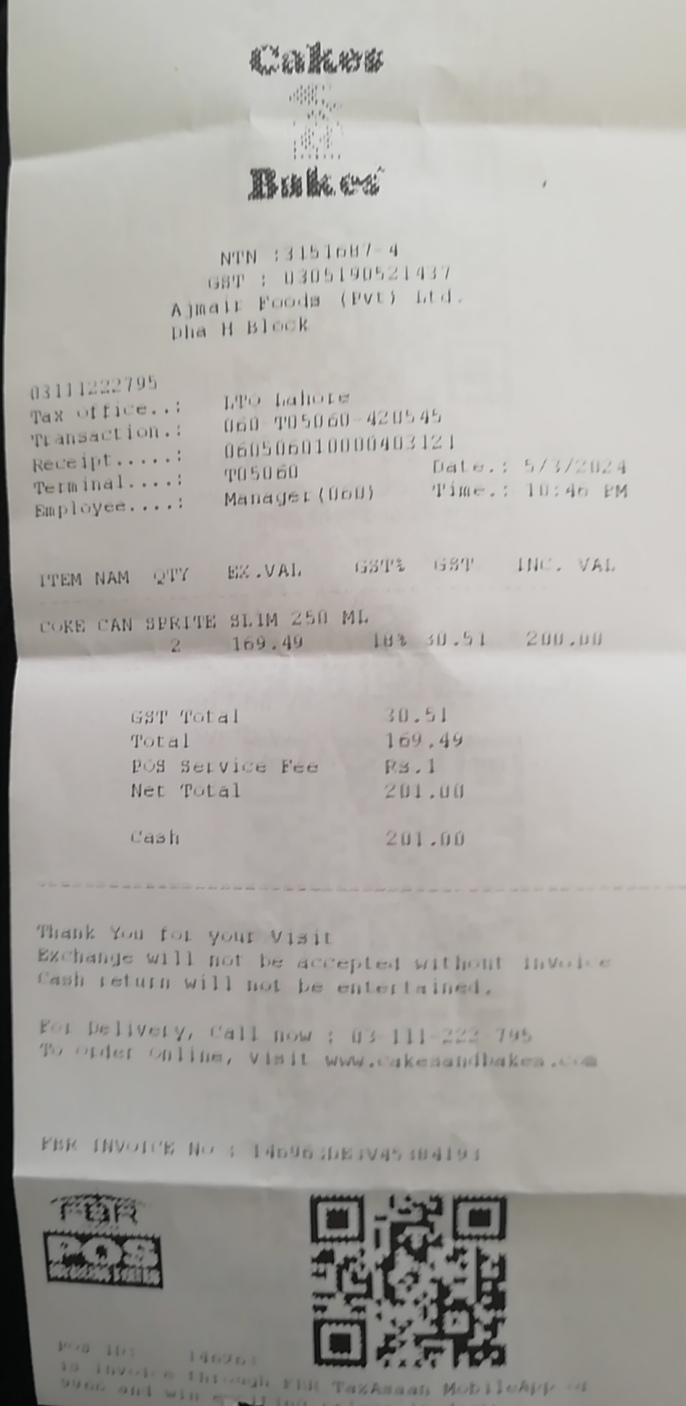 Cakes
&
Bakes
NTN :3151687-4
GST : 0305190521437
Ajmair Foods (Pvt) Ltd.
Dha H Block
03111222795
Tax office..: LTO Lahore
Transaction.: 060-T05060-420545
Receipt.....: 060506010000403121
Terminal....: T05060 Date.: 5/3/2024
Employee....: Manager(060) Time.: 10:46 PM
ITEM NAM QTY EX.VAL GST% GST INC. VAL
COKE CAN SPRITE SLIM 250 ML
2 169.49 18% 30.51 200.00
GST Total 30.51
Total 169.49
POS Service Fee Rs.1
Net Total 201.00
Cash 201.00
Thank You for your Visit
Exchange will not be accepted without invoice
Cash return will not be entertained.
For Delivery, Call now : 03-111-222-795
To order Online, visit www.cakesandbakes.com
FBR INVOICE No :
FBR
POS
POS ID:
invoice through FBR TaxAsaan MobileApp or
9966 and win